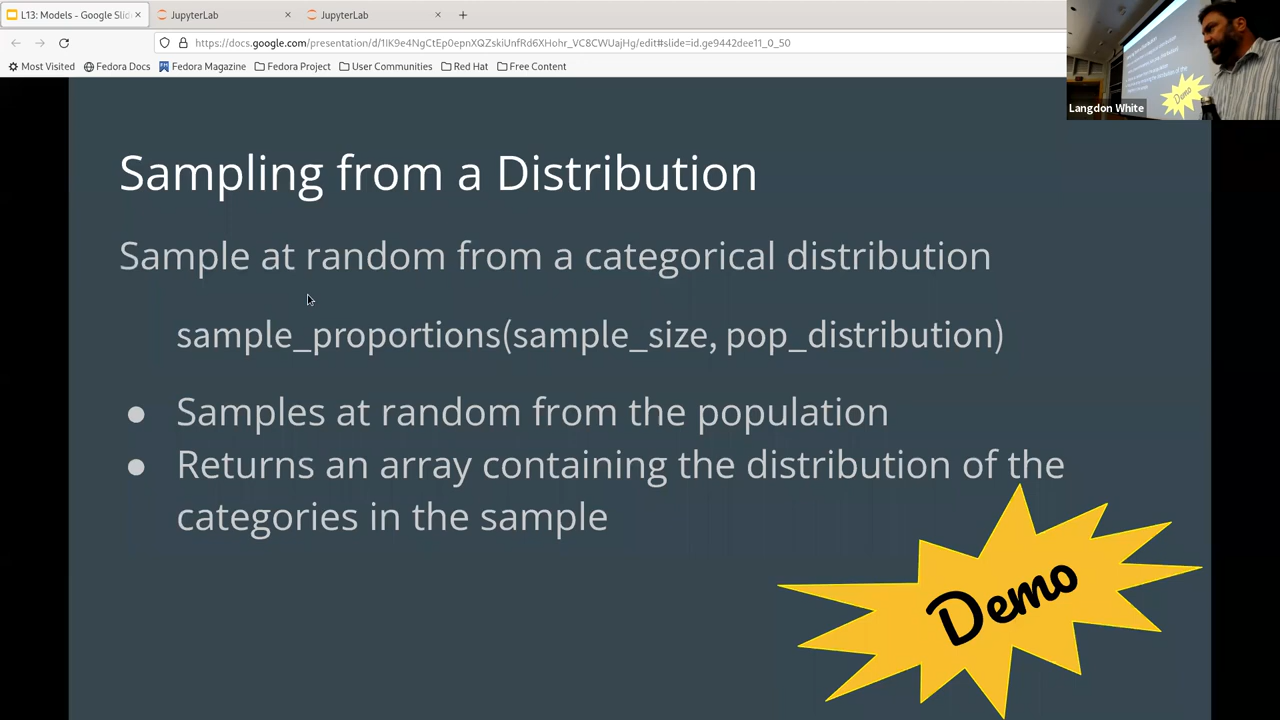 L13: Models - Google Slid
JupyterLab
JupyterLab
https://docs.google.com/presentation/d/1IK9e4NgCtEp0epnXQZskidnfRd6XHohr_VC8CWUajHg/edit#slide=id.ge9442dee11_0_50
Most Visited
Fedora Docs
Fedora Magazine
Fedora Project
User Communities
Red Hat
Free Content
Langdon White
Demo
Sampling from a Distribution
Sample at random from a categorical distribution
sample_proportions(sample_size, pop_distribution)
● Samples at random from the population
● Returns an array containing the distribution of the
categories in the sample
Demo